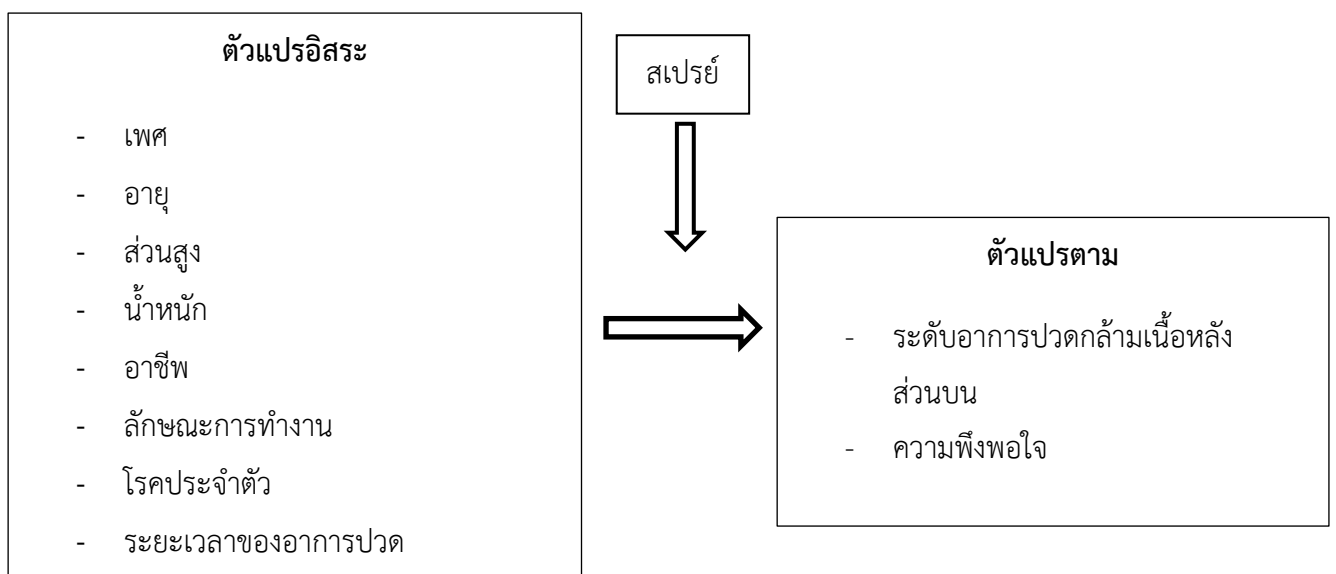 ตัวแปรอิสระ
- เพศ
- อายุ
- ส่วนสูง
- น้ำหนัก
- อาชีพ
- ลักษณะการทำงาน
- โรคประจำตัว
- ระยะเวลาของอาการปวด
สเปรย์
ตัวแปรตาม
- ระดับอาการปวดกล้ามเนื้อหลัง
ส่วนบน
- ความพึงพอใจ